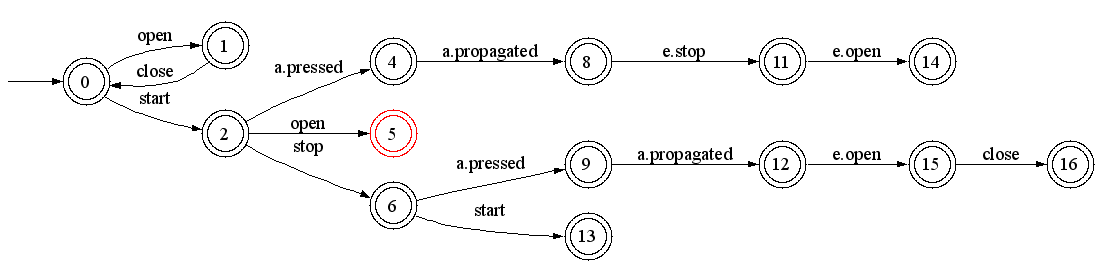 open
1
close
0
start
a.pressed
4
a.propagated
8
e.stop
11
e.open
14
2
open
5
stop
a.pressed
9
a.propagated
12
e.open
15
close
16
6
start
13